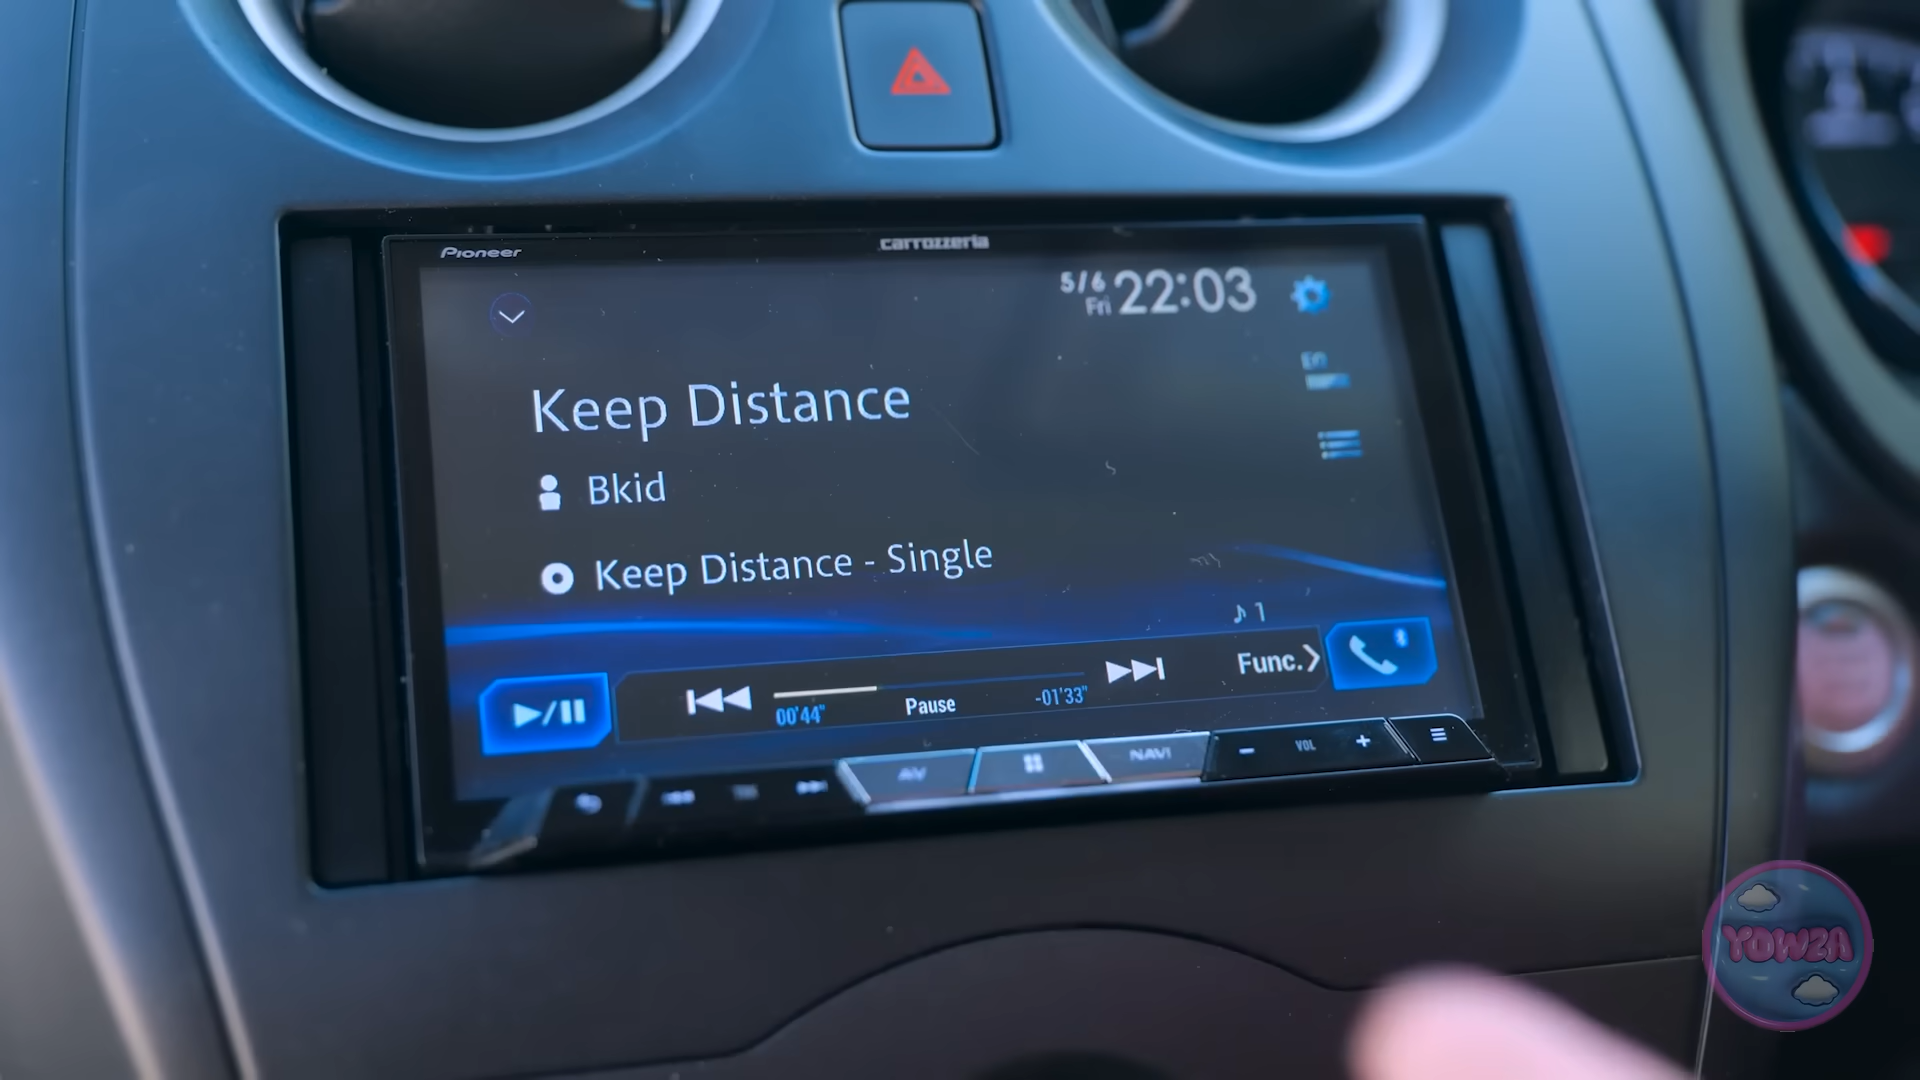 Pioneer
carrozzeria
5/6
Fri
22:03
Keep Distance
Bkid
Keep Distance - Single
♪ 1
00'44"
Pause
-01'33"
Func.
AV
NAVI
- VOL +
YOWZA